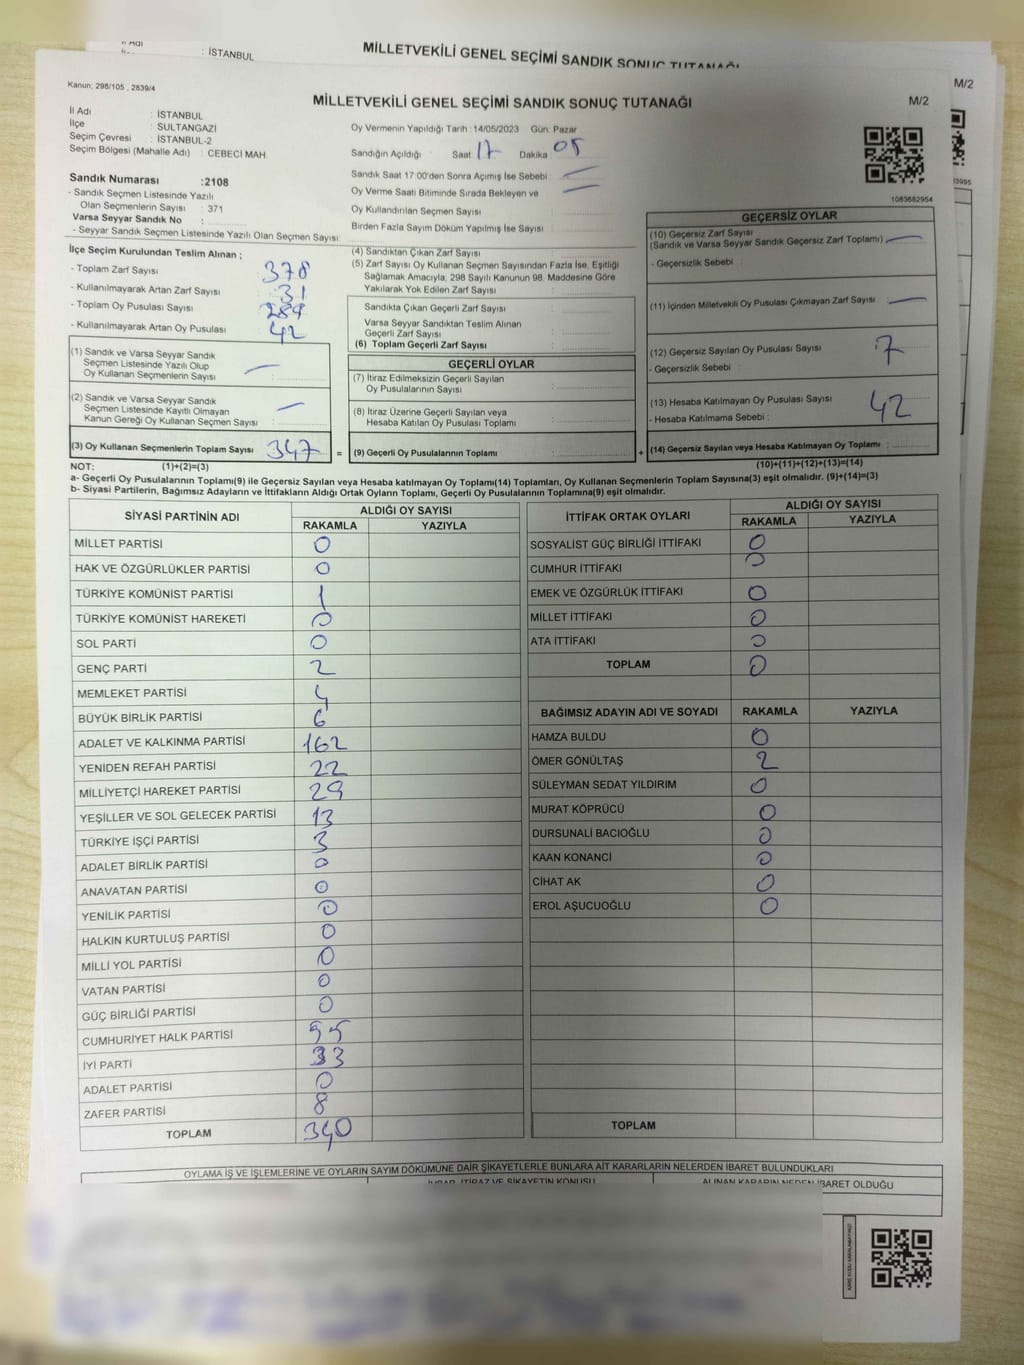 İl Adı : İSTANBUL
MİLLETVEKİLİ GENEL SEÇİMİ SANDIK SONUÇ TUTANAĞI
M/2
Kanun: 298/105 , 2839/4
MİLLETVEKİLİ GENEL SEÇİMİ SANDIK SONUÇ TUTANAĞI
M/2
İl Adı : İSTANBUL
İlçe : SULTANGAZİ
Seçim Çevresi : İSTANBUL-2
Seçim Bölgesi (Mahalle Adı) : CEBECİ MAH.
Oy Vermenin Yapıldığı Tarih :14/05/2023 Gün: Pazar
Sandığın Açıldığı Saat: 17 Dakika: 05
Sandık Saat 17:00'den Sonra Açımış İse Sebebi :
Oy Verme Saati Bitiminde Sırada Bekleyen ve
Oy Kullandırılan Seçmen Sayısı :
Birden Fazla Sayım Döküm Yapılmış İse Sayısı :
1083682954
Sandık Numarası :2108
- Sandık Seçmen Listesinde Yazılı
Olan Seçmenlerin Sayısı : 371
Varsa Seyyar Sandık No :
- Seyyar Sandık Seçmen Listesinde Yazılı Olan Seçmen Sayısı:
İlçe Seçim Kurulundan Teslim Alınan ;
- Toplam Zarf Sayısı : 378
- Kullanılmayarak Artan Zarf Sayısı : 31
- Toplam Oy Pusulası Sayısı : 389
- Kullanılmayarak Artan Oy Pusulası : 42
(1) Sandık ve Varsa Seyyar Sandık
Seçmen Listesinde Yazılı Olup
Oy Kullanan Seçmenlerin Sayısı :
(2) Sandık ve Varsa Seyyar Sandık
Seçmen Listesinde Kayıtlı Olmayan
Kanun Gereği Oy Kullanan Seçmen Sayısı :
(3) Oy Kullanan Seçmenlerin Toplam Sayısı : 347
(4) Sandıktan Çıkan Zarf Sayısı :
(5) Zarf Sayısı Oy Kullanan Seçmen Sayısından Fazla İse, Eşitliği
Sağlamak Amacıyla, 298 Sayılı Kanunun 98. Maddesine Göre
Yakılarak Yok Edilen Zarf Sayısı :
Sandıkta Çıkan Geçerli Zarf Sayısı :
Varsa Seyyar Sandıktan Teslim Alınan
Geçerli Zarf Sayısı :
(6) Toplam Geçerli Zarf Sayısı :
GEÇERLİ OYLAR
(7) İtiraz Edilmeksizin Geçerli Sayılan
Oy Pusulalarının Sayısı :
(8) İtiraz Üzerine Geçerli Sayılan veya
Hesaba Katılan Oy Pusulası Toplamı :
= (9) Geçerli Oy Pusulalarının Toplamı :
GEÇERSİZ OYLAR
(10) Geçersiz Zarf Sayısı
(Sandık ve Varsa Seyyar Sandık Geçersiz Zarf Toplamı) :
- Geçersizlik Sebebi :
(11) İçinden Milletvekili Oy Pusulası Çıkmayan Zarf Sayısı :
(12) Geçersiz Sayılan Oy Pusulası Sayısı : 7
- Geçersizlik Sebebi :
(13) Hesaba Katılmayan Oy Pusulası Sayısı : 42
- Hesaba Katılmama Sebebi :
+ (14) Geçersiz Sayılan veya Hesaba Katılmayan Oy Toplamı :
NOT: (1)+(2)=(3)
(10)+(11)+(12)+(13)=(14)
a- Geçerli Oy Pusulalarının Toplamı(9) ile Geçersiz Sayılan veya Hesaba katılmayan Oy Toplamı(14) Toplamları, Oy Kullanan Seçmenlerin Toplam Sayısına(3) eşit olmalıdır. (9)+(14)=(3)
b- Siyasi Partilerin, Bağımsız Adayların ve İttifakların Aldığı Ortak Oyların Toplamı, Geçerli Oy Pusulalarının Toplamına(9) eşit olmalıdır.
SİYASİ PARTİNİN ADI ALDIĞI OY SAYISI
RAKAMLA YAZIYLA
MİLLET PARTİSİ 0
HAK VE ÖZGÜRLÜKLER PARTİSİ 0
TÜRKİYE KOMÜNİST PARTİSİ 1
TÜRKİYE KOMÜNİST HAREKETİ 0
SOL PARTİ 0
GENÇ PARTİ 2
MEMLEKET PARTİSİ 4
BÜYÜK BİRLİK PARTİSİ 6
ADALET VE KALKINMA PARTİSİ 162
YENİDEN REFAH PARTİSİ 22
MİLLİYETÇİ HAREKET PARTİSİ 29
YEŞİLLER VE SOL GELECEK PARTİSİ 13
TÜRKİYE İŞÇİ PARTİSİ 3
ADALET BİRLİK PARTİSİ 0
ANAVATAN PARTİSİ 0
YENİLİK PARTİSİ 0
HALKIN KURTULUŞ PARTİSİ 0
MİLLİ YOL PARTİSİ 0
VATAN PARTİSİ 0
GÜÇ BİRLİĞİ PARTİSİ 0
CUMHURİYET HALK PARTİSİ 55
İYİ PARTİ 33
ADALET PARTİSİ 0
ZAFER PARTİSİ 8
TOPLAM 340
İTTİFAK ORTAK OYLARI ALDIĞI OY SAYISI
RAKAMLA YAZIYLA
SOSYALİST GÜÇ BİRLİĞİ İTTİFAKI 0
CUMHUR İTTİFAKI 0
EMEK VE ÖZGÜRLÜK İTTİFAKI 0
MİLLET İTTİFAKI 0
ATA İTTİFAKI 0
TOPLAM 0
BAĞIMSIZ ADAYIN ADI VE SOYADI RAKAMLA YAZIYLA
HAMZA BULDU 0
ÖMER GÖNÜLTAŞ 2
SÜLEYMAN SEDAT YILDIRIM 0
MURAT KÖPRÜCÜ 0
DURSUNALİ BACIOĞLU 0
KAAN KONANCİ 0
CİHAT AK 0
EROL AŞUCUOĞLU 0
TOPLAM
OYLAMA İŞ VE İŞLEMLERİNE VE OYLARIN SAYIM DÖKÜMÜNE DAİR ŞİKAYETLERLE BUNLARA AİT KARARLARIN NELERDEN İBARET BULUNDUKLARI
İTİRAZ VE ŞİKAYETİN KONUSU
ALINAN KARARIN NEDEN İBARET OLDUĞU